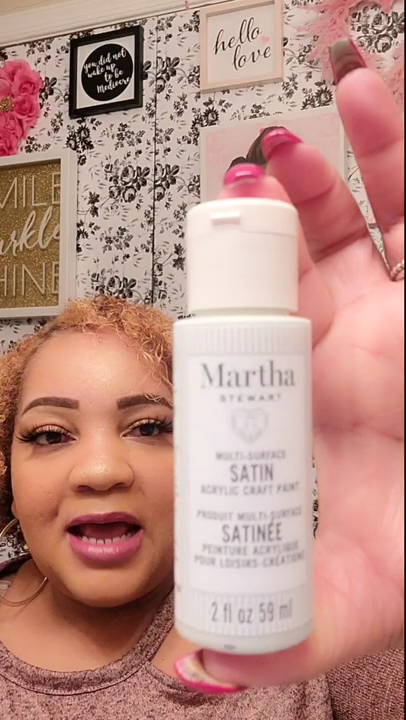 you did not
wake up
to be
Mediocre
hello
love
MILE
arkle
HINE
Martha
STEWART
MULTI-SURFACE
SATIN
ACRYLIC CRAFT PAINT
PRODUIT MULTI-SURFACE
SATINÉE
PEINTURE ACRYLIQUE
POUR LOISIRS-CRÉATIFS
2 fl oz 59 ml